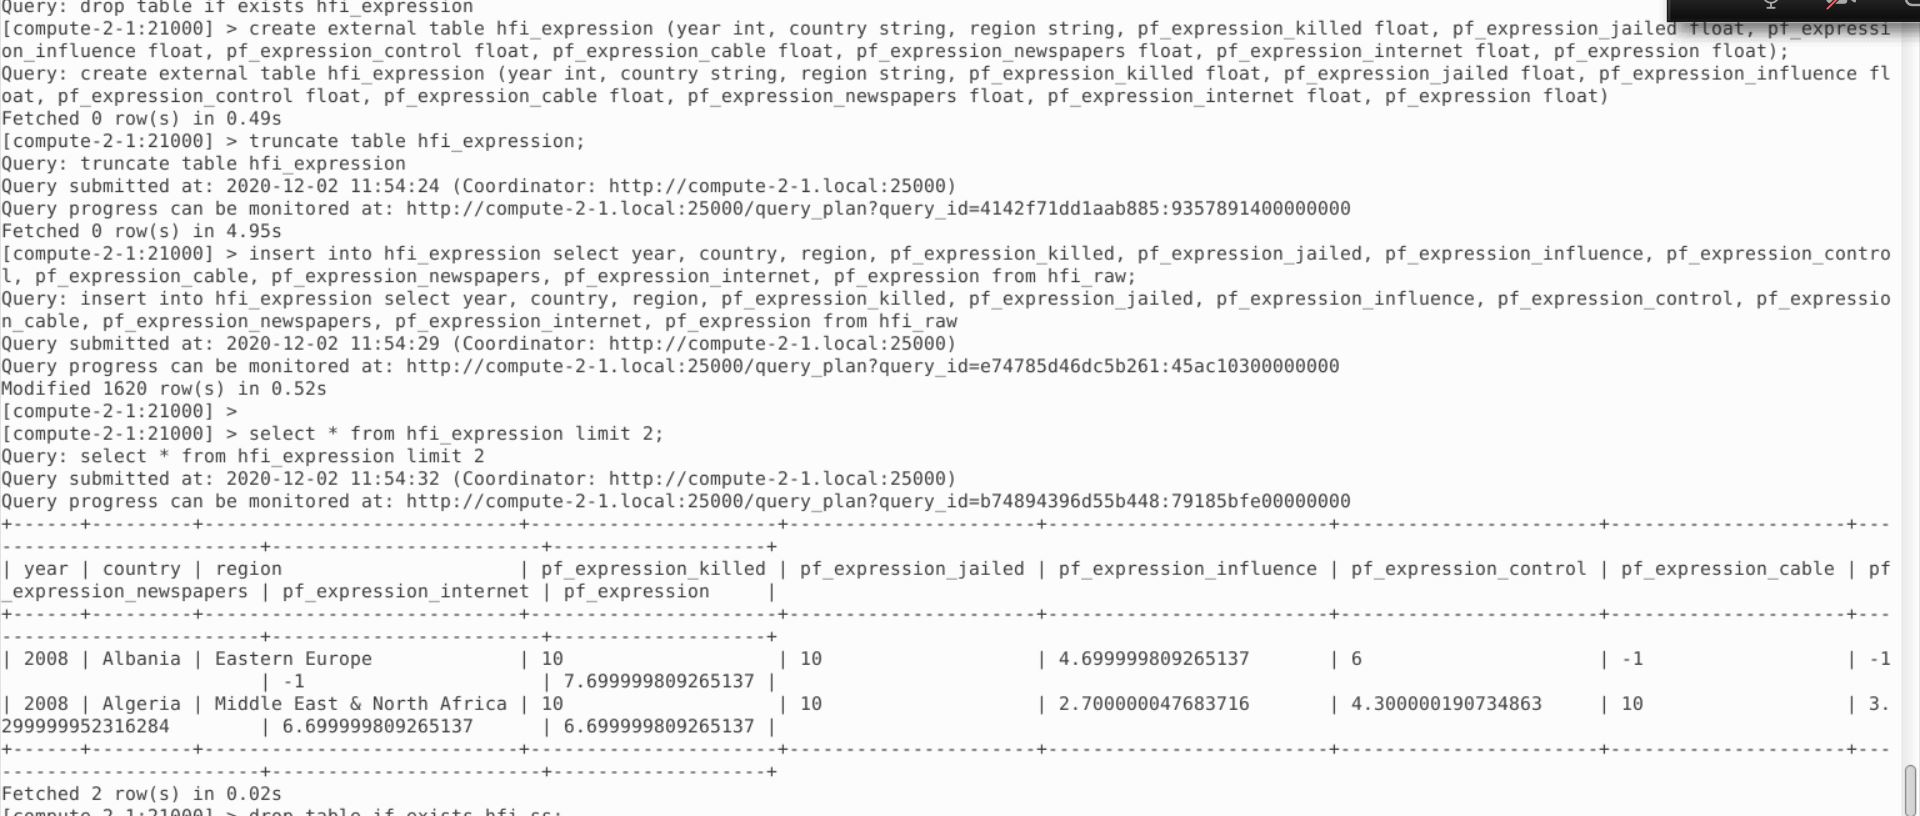 Query: drop table if exists hfi_expression
[compute-2-1:21000] > create external table hfi_expression (year int, country string, region string, pf_expression_killed float, pf_expression_jailed float, pf_expressi
on_influence float, pf_expression_control float, pf_expression_cable float, pf_expression_newspapers float, pf_expression_internet float, pf_expression float);
Query: create external table hfi_expression (year int, country string, region string, pf_expression_killed float, pf_expression_jailed float, pf_expression_influence fl
oat, pf_expression_control float, pf_expression_cable float, pf_expression_newspapers float, pf_expression_internet float, pf_expression float)
Fetched 0 row(s) in 0.49s
[compute-2-1:21000] > truncate table hfi_expression;
Query: truncate table hfi_expression
Query submitted at: 2020-12-02 11:54:24 (Coordinator: http://compute-2-1.local:25000)
Query progress can be monitored at: http://compute-2-1.local:25000/query_plan?query_id=4142f71dd1aab885:9357891400000000
Fetched 0 row(s) in 4.95s
[compute-2-1:21000] > insert into hfi_expression select year, country, region, pf_expression_killed, pf_expression_jailed, pf_expression_influence, pf_expression_contro
l, pf_expression_cable, pf_expression_newspapers, pf_expression_internet, pf_expression from hfi_raw;
Query: insert into hfi_expression select year, country, region, pf_expression_killed, pf_expression_jailed, pf_expression_influence, pf_expression_control, pf_expressio
n_cable, pf_expression_newspapers, pf_expression_internet, pf_expression from hfi_raw
Query submitted at: 2020-12-02 11:54:29 (Coordinator: http://compute-2-1.local:25000)
Query progress can be monitored at: http://compute-2-1.local:25000/query_plan?query_id=e74785d46dc5b261:45ac10300000000
Modified 1620 row(s) in 0.52s
[compute-2-1:21000] >
[compute-2-1:21000] > select * from hfi_expression limit 2;
Query: select * from hfi_expression limit 2
Query submitted at: 2020-12-02 11:54:32 (Coordinator: http://compute-2-1.local:25000)
Query progress can be monitored at: http://compute-2-1.local:25000/query_plan?query_id=b74894396d55b448:79185bfe00000000
+------+---------+----------------------------+----------------------+----------------------+-------------------------+------------------------+---------------------+---
-----------------------+------------------------+------------------+
| year | country | region                     | pf_expression_killed | pf_expression_jailed | pf_expression_influence | pf_expression_control | pf_expression_cable | pf
_expression_newspapers | pf_expression_internet | pf_expression     |
+------+---------+----------------------------+----------------------+----------------------+-------------------------+------------------------+---------------------+---
-----------------------+------------------------+------------------+
| 2008 | Albania | Eastern Europe             | 10                   | 10                   | 4.699999809265137       | 6                     | -1                  | -1
                       | -1                     | 7.699999809265137 |
| 2008 | Algeria | Middle East & North Africa | 10                   | 10                   | 2.700000047683716       | 4.300000190734863     | 10                  | 3.
299999952316284        | 6.699999809265137      | 6.699999809265137 |
+------+---------+----------------------------+----------------------+----------------------+-------------------------+------------------------+---------------------+---
-----------------------+------------------------+------------------+
Fetched 2 row(s) in 0.02s
[compute-2-1:21000] > drop table if exists hfi_ss;